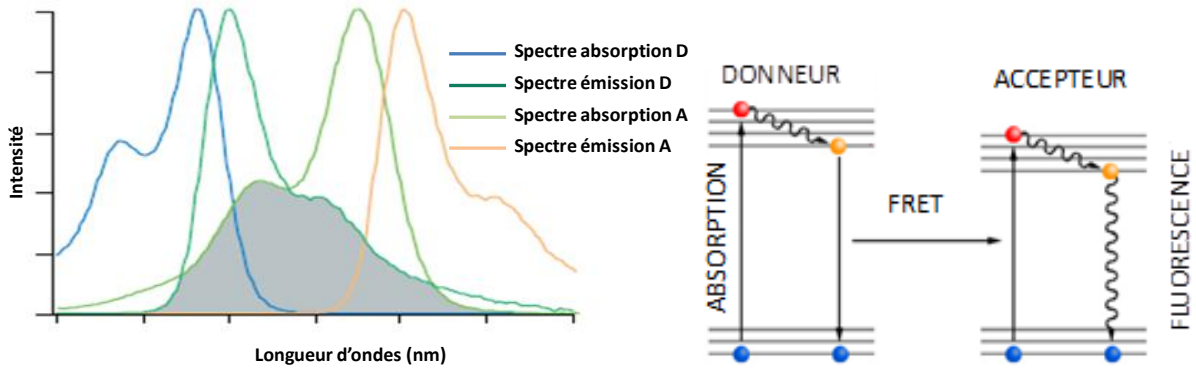 Intensité
Spectre absorption D
Spectre émission D
Spectre absorption A
Spectre émission A
Longueur d'ondes (nm)
DONNEUR
ACCEPTEUR
ABSORPTION
FRET
FLUORESCENCE